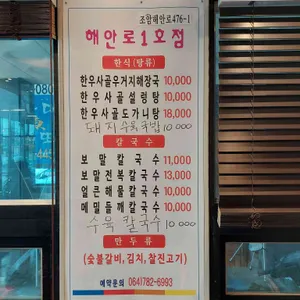 조함해안로476-1
해안로1호점
한식(탕류)
한우사골우거지해장국 10,000
한우사골설렁탕 10,000
한우사골도가니탕 18,000
돼지수육국밥 10000
칼국수
보말칼국수 11,000
보말전복칼국수 13,000
얼큰해물칼국수 10,000
메밀들깨칼국수 10,000
수육칼국수 10000
만두류
(숯불갈비,김치,찰진고기)
예약문의 064)782-6993